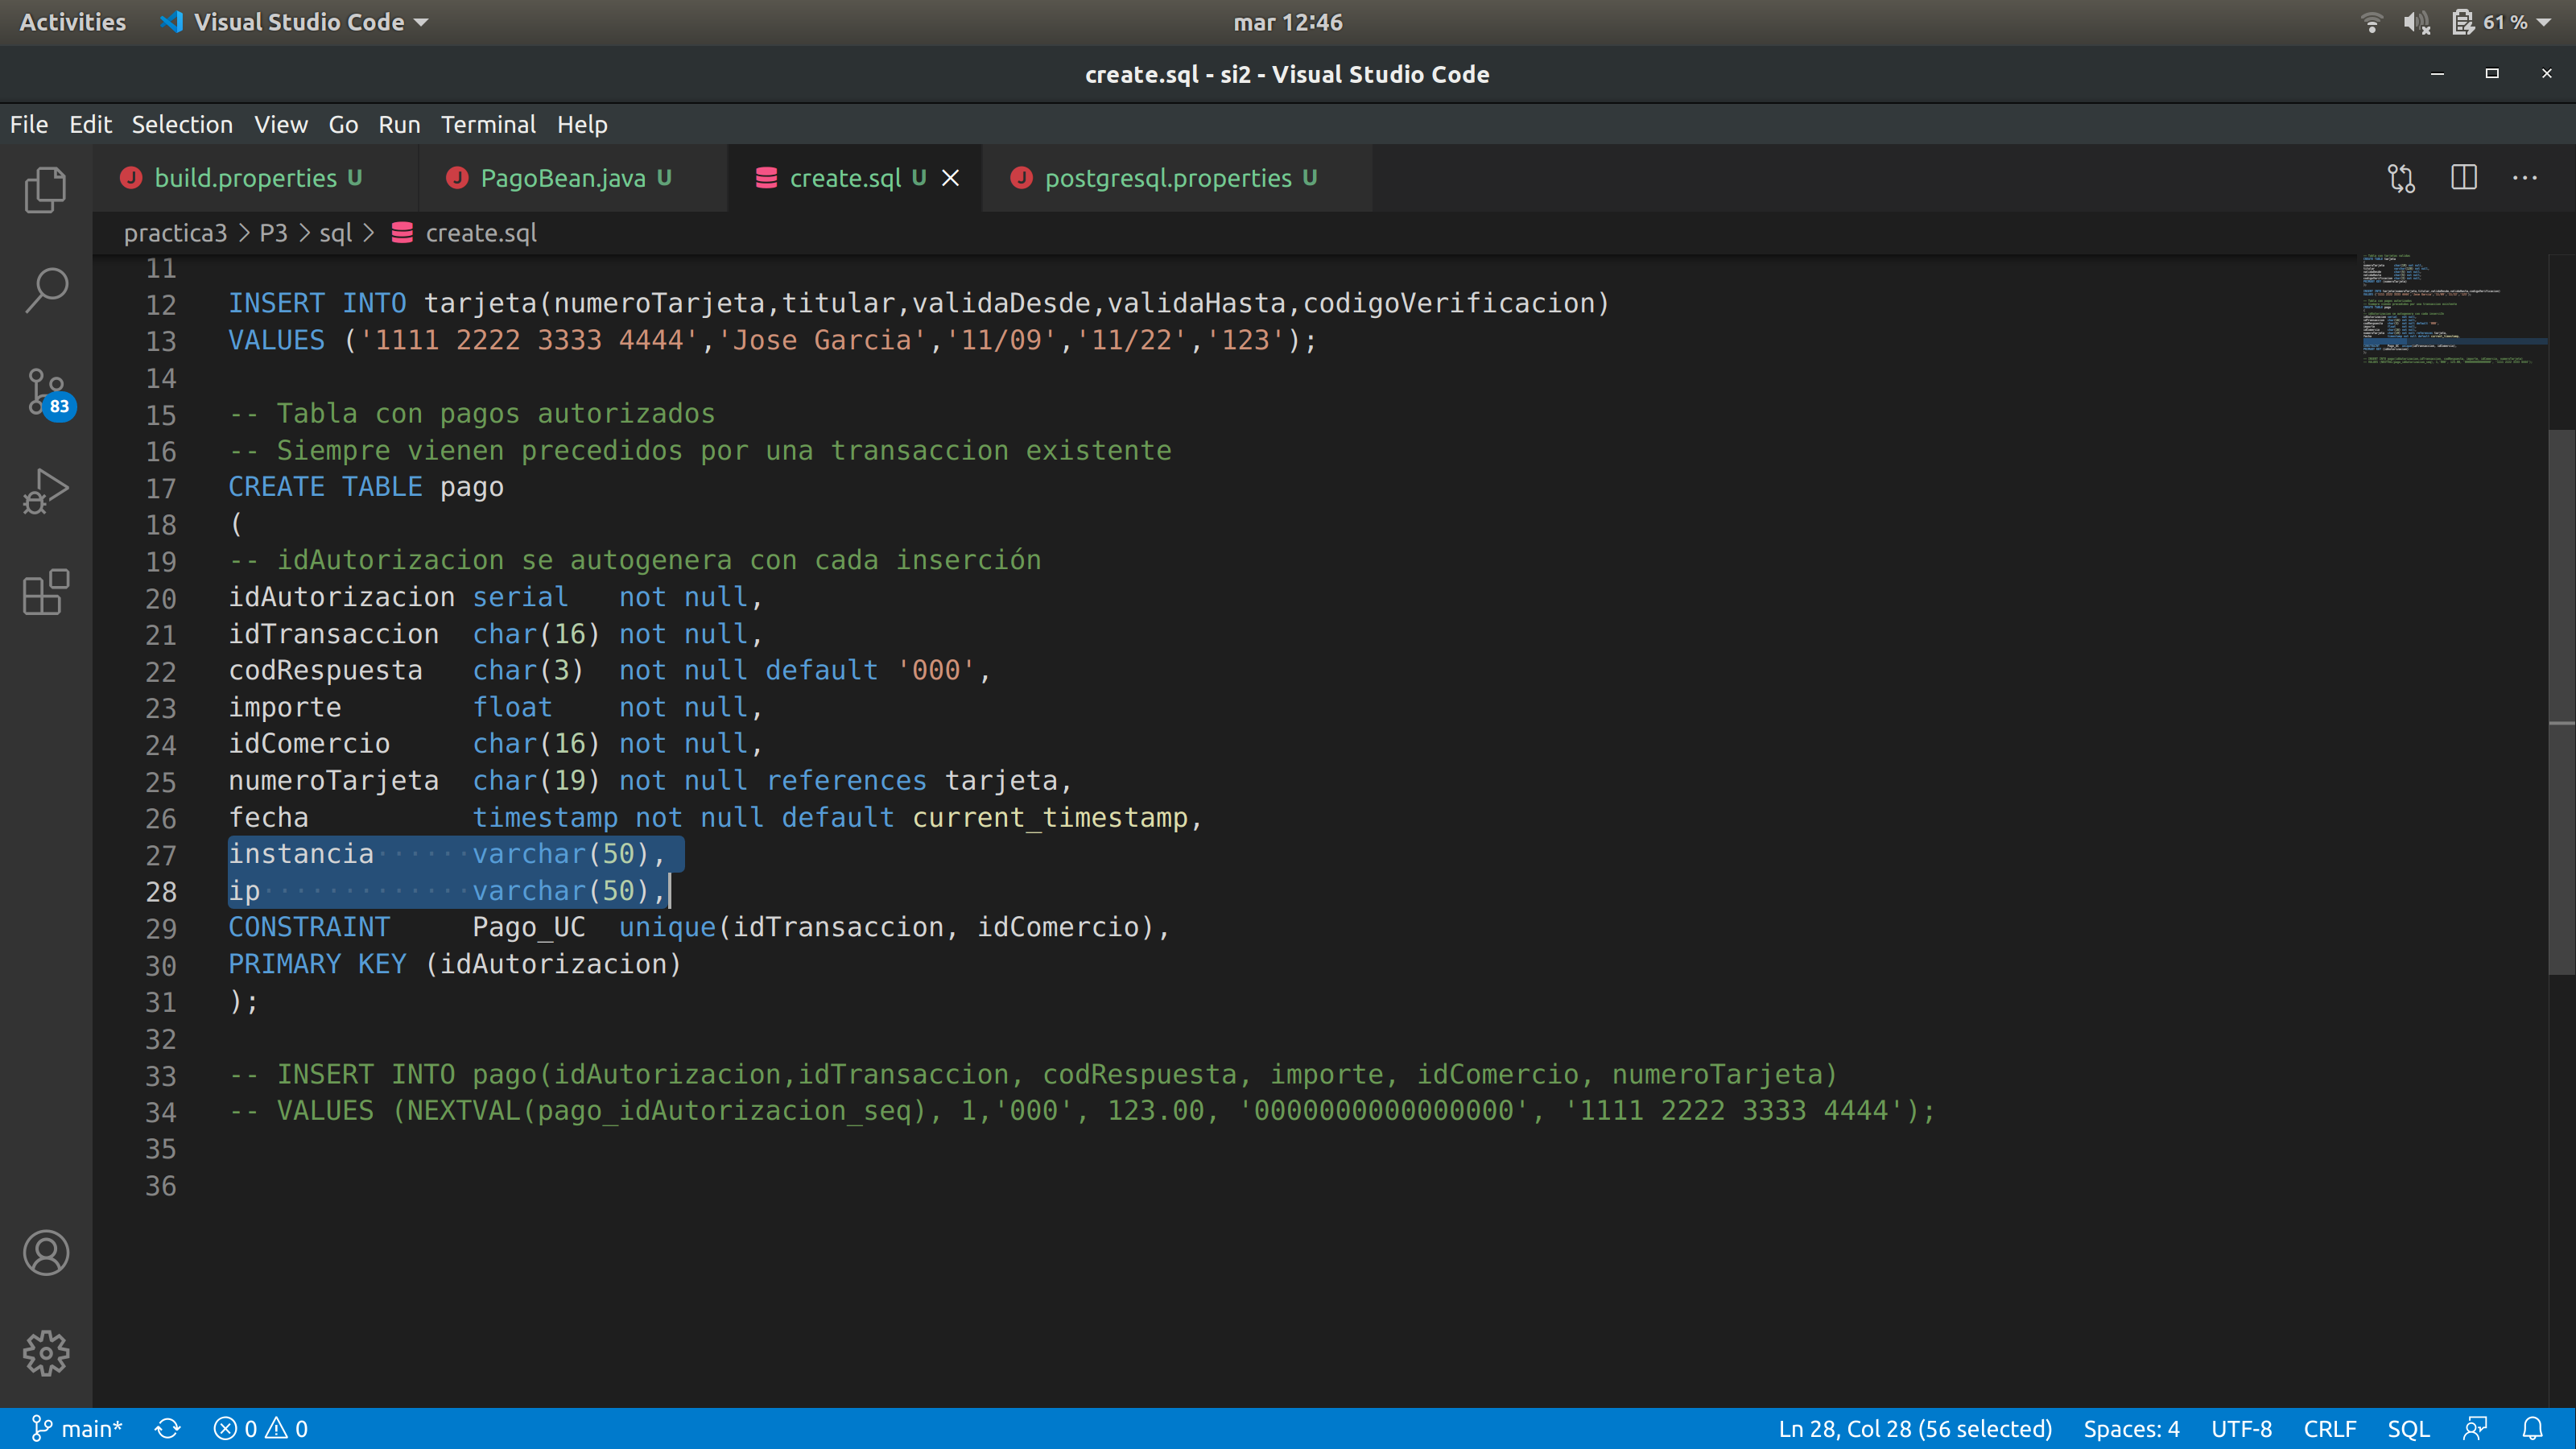 Activities Visual Studio Code mar 12:46 61 %
create.sql - si2 - Visual Studio Code
File Edit Selection View Go Run Terminal Help
build.properties U PagoBean.java U create.sql U postgresql.properties U
practica3 > P3 > sql > create.sql
11
12 INSERT INTO tarjeta(numeroTarjeta,titular,validaDesde,validaHasta,codigoVerificacion)
13 VALUES ('1111 2222 3333 4444','Jose Garcia','11/09','11/22','123');
14
15 -- Tabla con pagos autorizados
16 -- Siempre vienen precedidos por una transaccion existente
17 CREATE TABLE pago
18 (
19 -- idAutorizacion se autogenera con cada inserción
20 idAutorizacion serial not null,
21 idTransaccion char(16) not null,
22 codRespuesta char(3) not null default '000',
23 importe float not null,
24 idComercio char(16) not null,
25 numeroTarjeta char(19) not null references tarjeta,
26 fecha timestamp not null default current_timestamp,
27 instancia varchar(50),
28 ip varchar(50),
29 CONSTRAINT Pago_UC unique(idTransaccion, idComercio),
30 PRIMARY KEY (idAutorizacion)
31 );
32
33 -- INSERT INTO pago(idAutorizacion,idTransaccion, codRespuesta, importe, idComercio, numeroTarjeta)
34 -- VALUES (NEXTVAL(pago_idAutorizacion_seq), 1,'000', 123.00, '0000000000000000', '1111 2222 3333 4444');
35
36
83
main* 0 0 Ln 28, Col 28 (56 selected) Spaces: 4 UTF-8 CRLF SQL